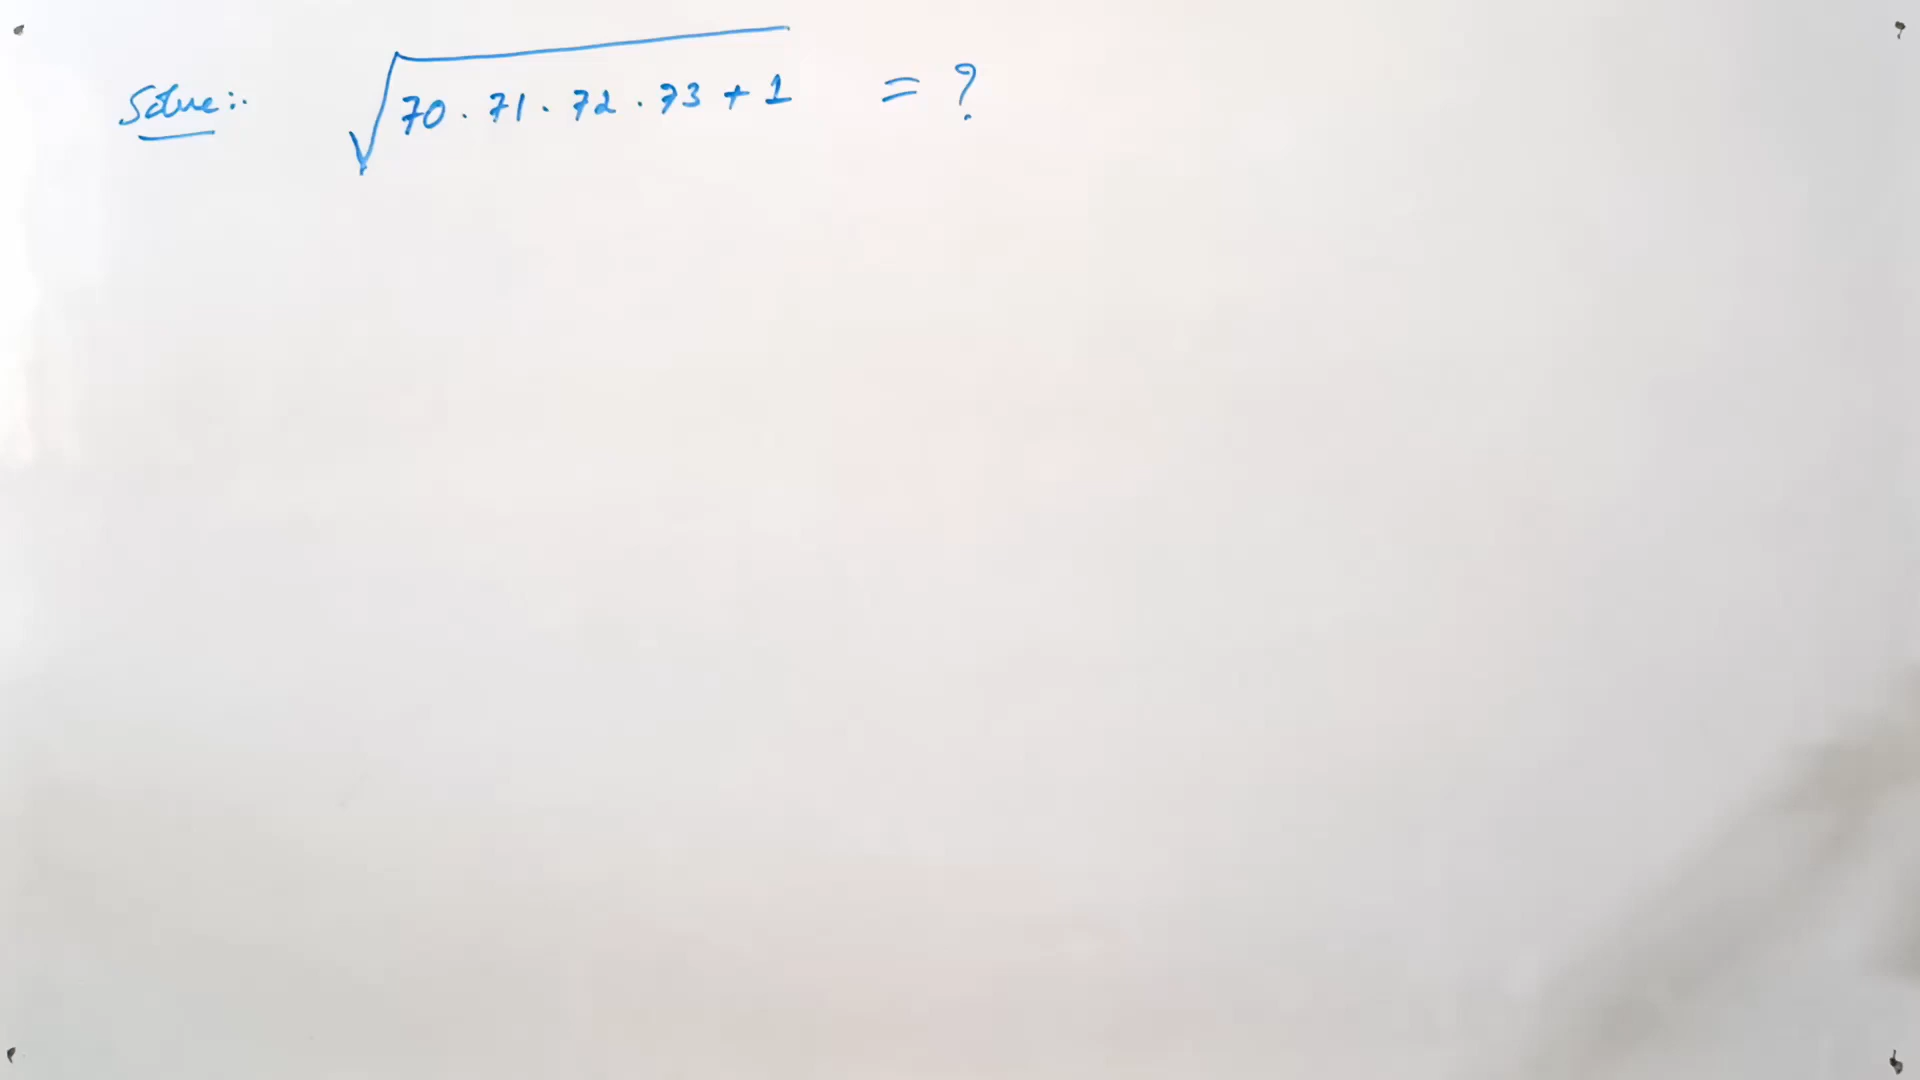 Solve:. √70 . 71 . 72 . 73 + 1 = ?